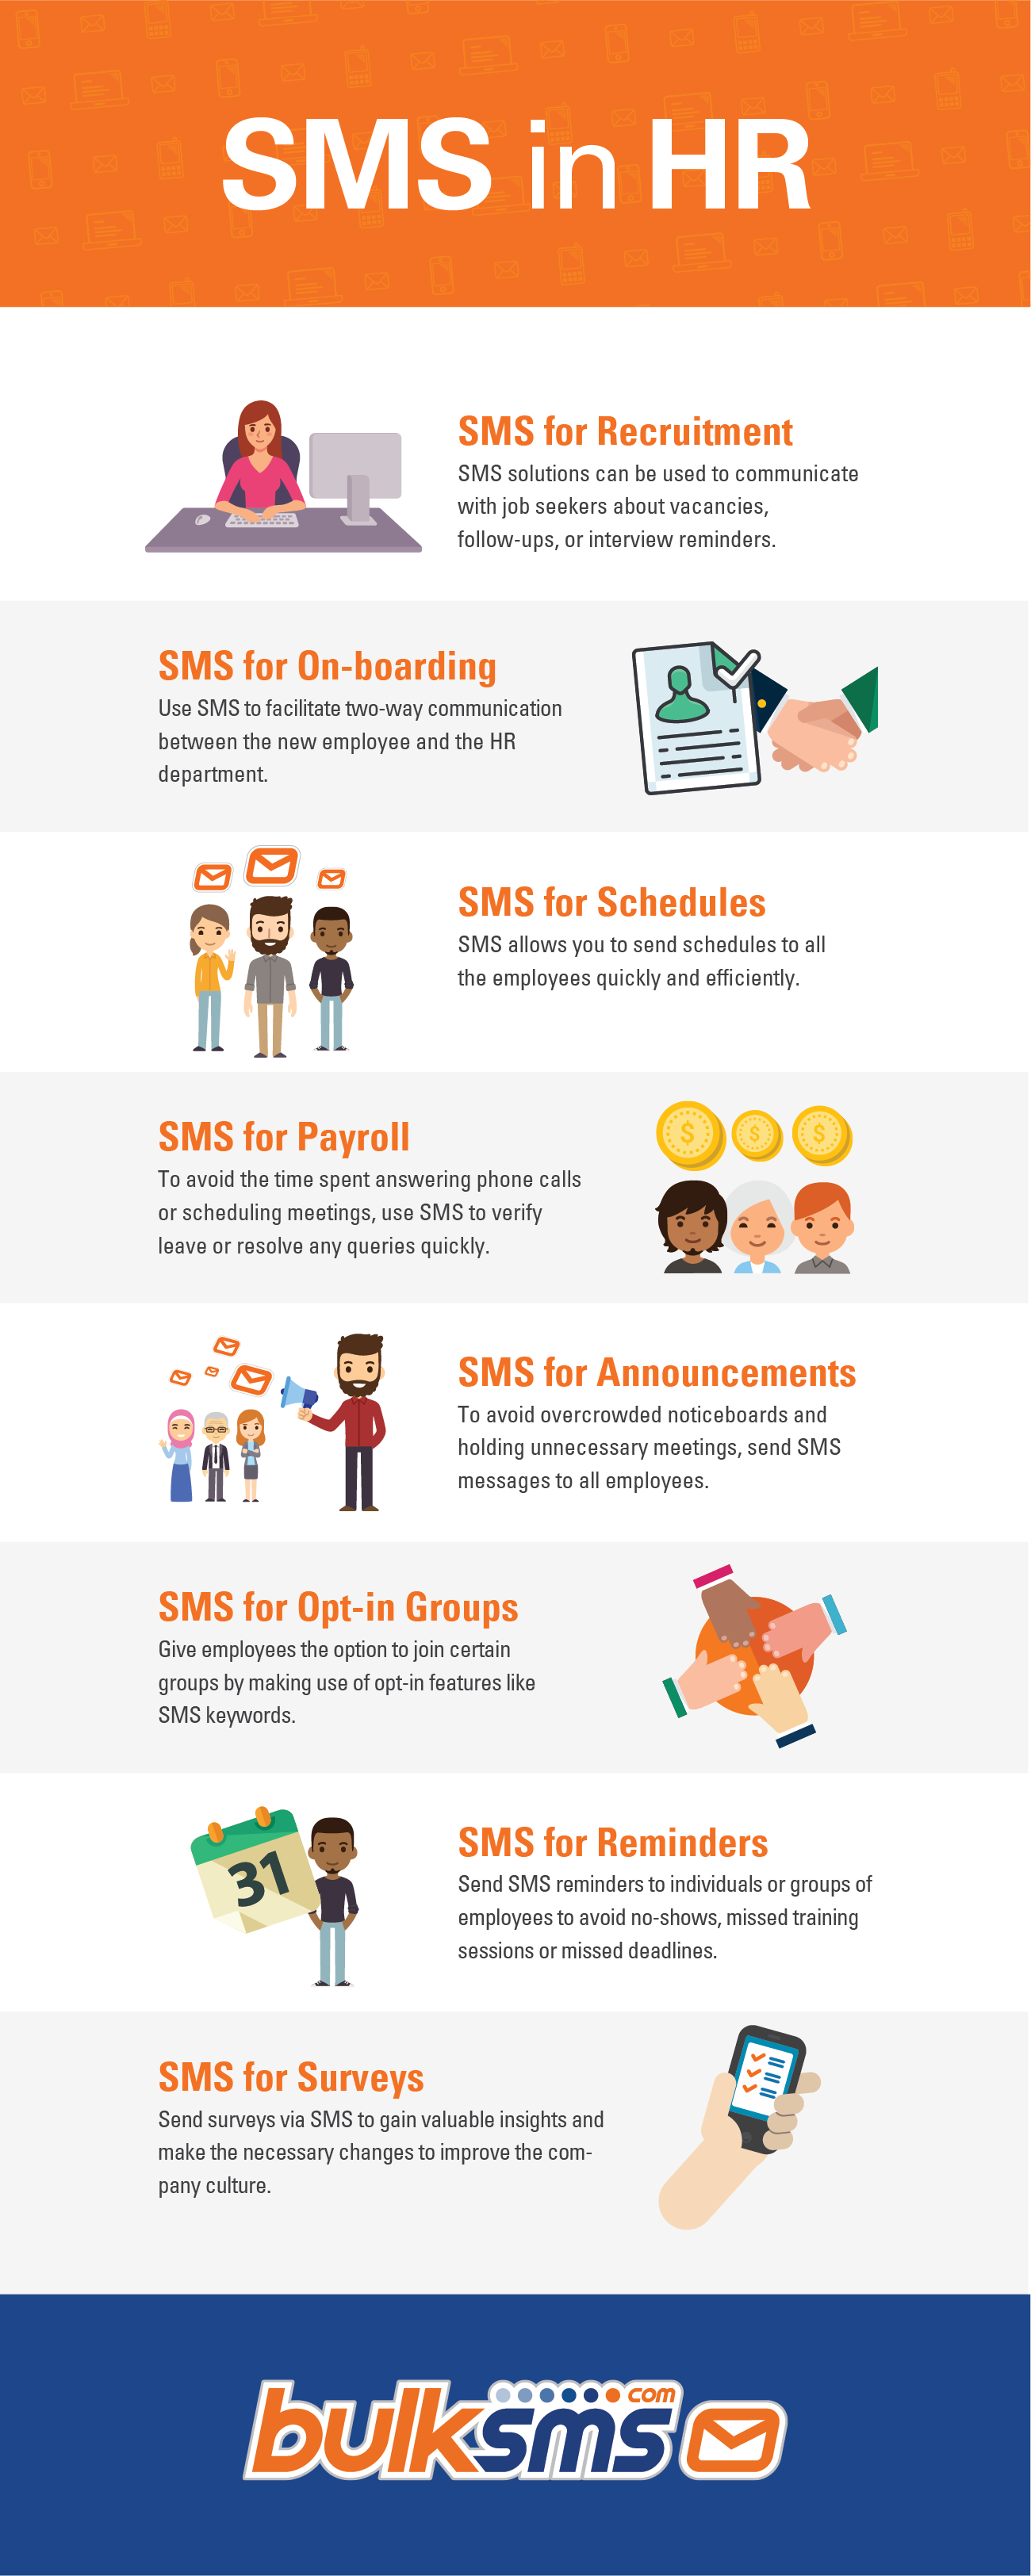 SMS in HR
SMS for Recruitment
SMS solutions can be used to communicate
with job seekers about vacancies,
follow-ups, or interview reminders.
SMS for On-boarding
Use SMS to facilitate two-way communication
between the new employee and the HR
department.
SMS for Schedules
SMS allows you to send schedules to all
the employees quickly and efficiently.
SMS for Payroll
$ $ $
To avoid the time spent answering phone calls
or scheduling meetings, use SMS to verify
leave or resolve any queries quickly.
SMS for Announcements
To avoid overcrowded noticeboards and
holding unnecessary meetings, send SMS
messages to all employees.
SMS for Opt-in Groups
Give employees the option to join certain
groups by making use of opt-in features like
SMS keywords.
31
SMS for Reminders
Send SMS reminders to individuals or groups of
employees to avoid no-shows, missed training
sessions or missed deadlines.
SMS for Surveys
Send surveys via SMS to gain valuable insights and
make the necessary changes to improve the com-
pany culture.
bulksms com